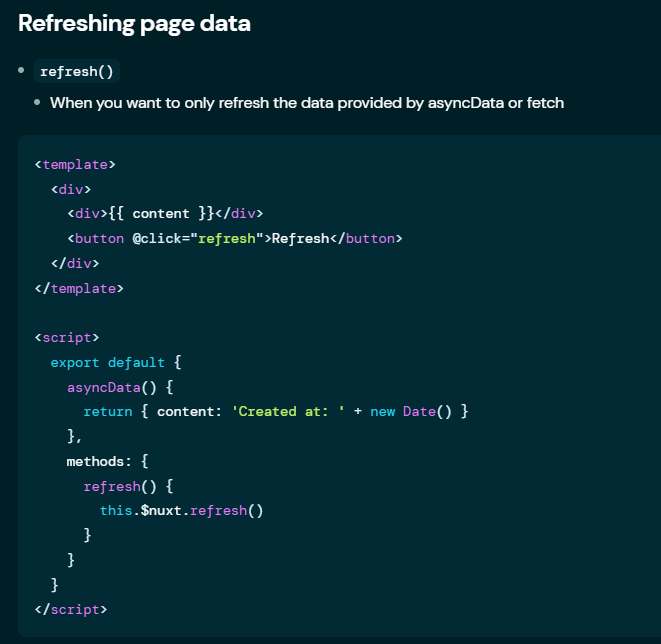 Refreshing page data
refresh()
When you want to only refresh the data provided by asyncData or fetch
<template>
  <div>
    <div>{{ content }}</div>
    <button @click="refresh">Refresh</button>
  </div>
</template>
<script>
  export default {
    asyncData() {
      return { content: 'Created at: ' + new Date() }
    },
    methods: {
      refresh() {
        this.$nuxt.refresh()
      }
    }
  }
</script>